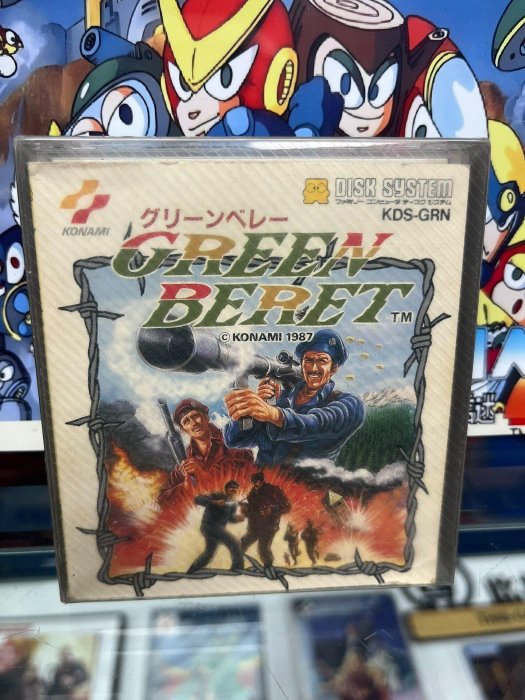 KONAMI
DISK SYSTEM
ファミリー コンピュータ ディスク システム
KDS-GRN
グリーンベレー
GREEN
BERET TM
© KONAMI 1987